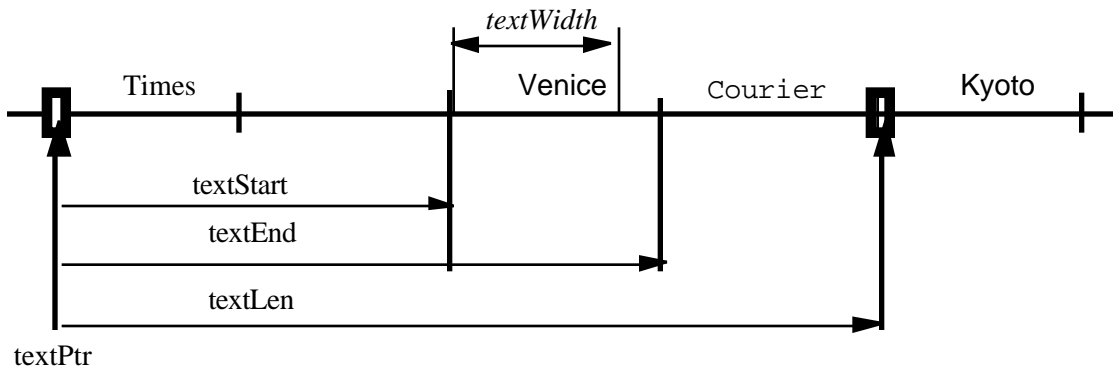 textWidth
Times
Venice
Courier
Kyoto
textStart
textEnd
textLen
textPtr